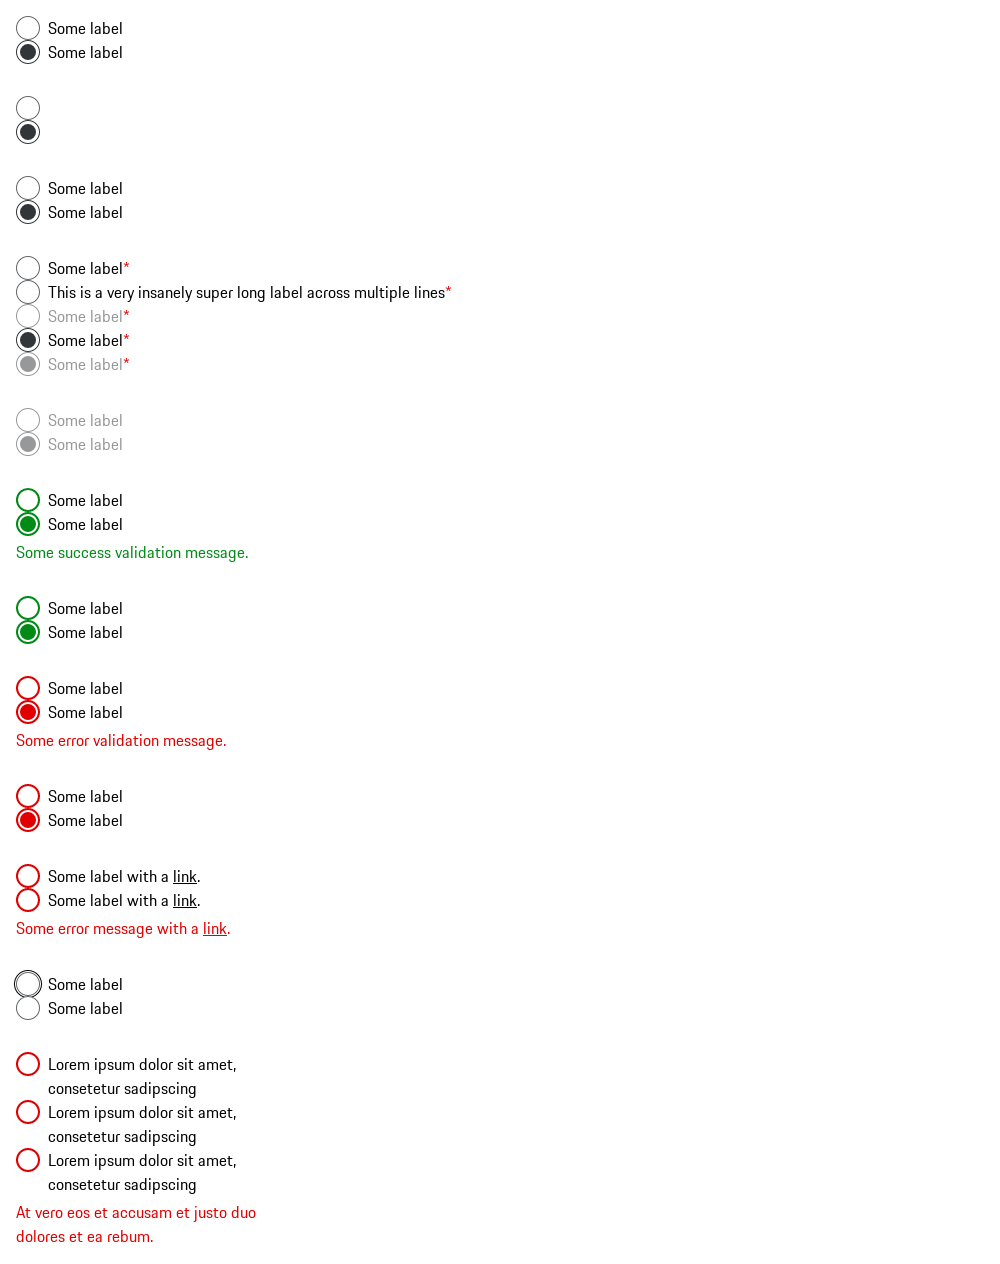 Some label
Some label
Some label
Some label
Some label*
This is a very insanely super long label across multiple lines*
Some label*
Some label*
Some label*
Some label
Some label
Some label
Some label
Some success validation message.
Some label
Some label
Some label
Some label
Some error validation message.
Some label
Some label
Some label with a link.
Some label with a link.
Some error message with a link.
Some label
Some label
Lorem ipsum dolor sit amet,
consetetur sadipscing
Lorem ipsum dolor sit amet,
consetetur sadipscing
Lorem ipsum dolor sit amet,
consetetur sadipscing
At vero eos et accusam et justo duo
dolores et ea rebum.